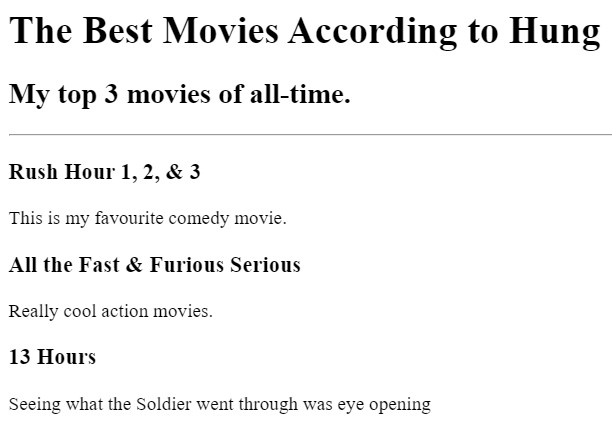 The Best Movies According to Hung
My top 3 movies of all-time.
Rush Hour 1, 2, & 3
This is my favourite comedy movie.
All the Fast & Furious Serious
Really cool action movies.
13 Hours
Seeing what the Soldier went through was eye opening